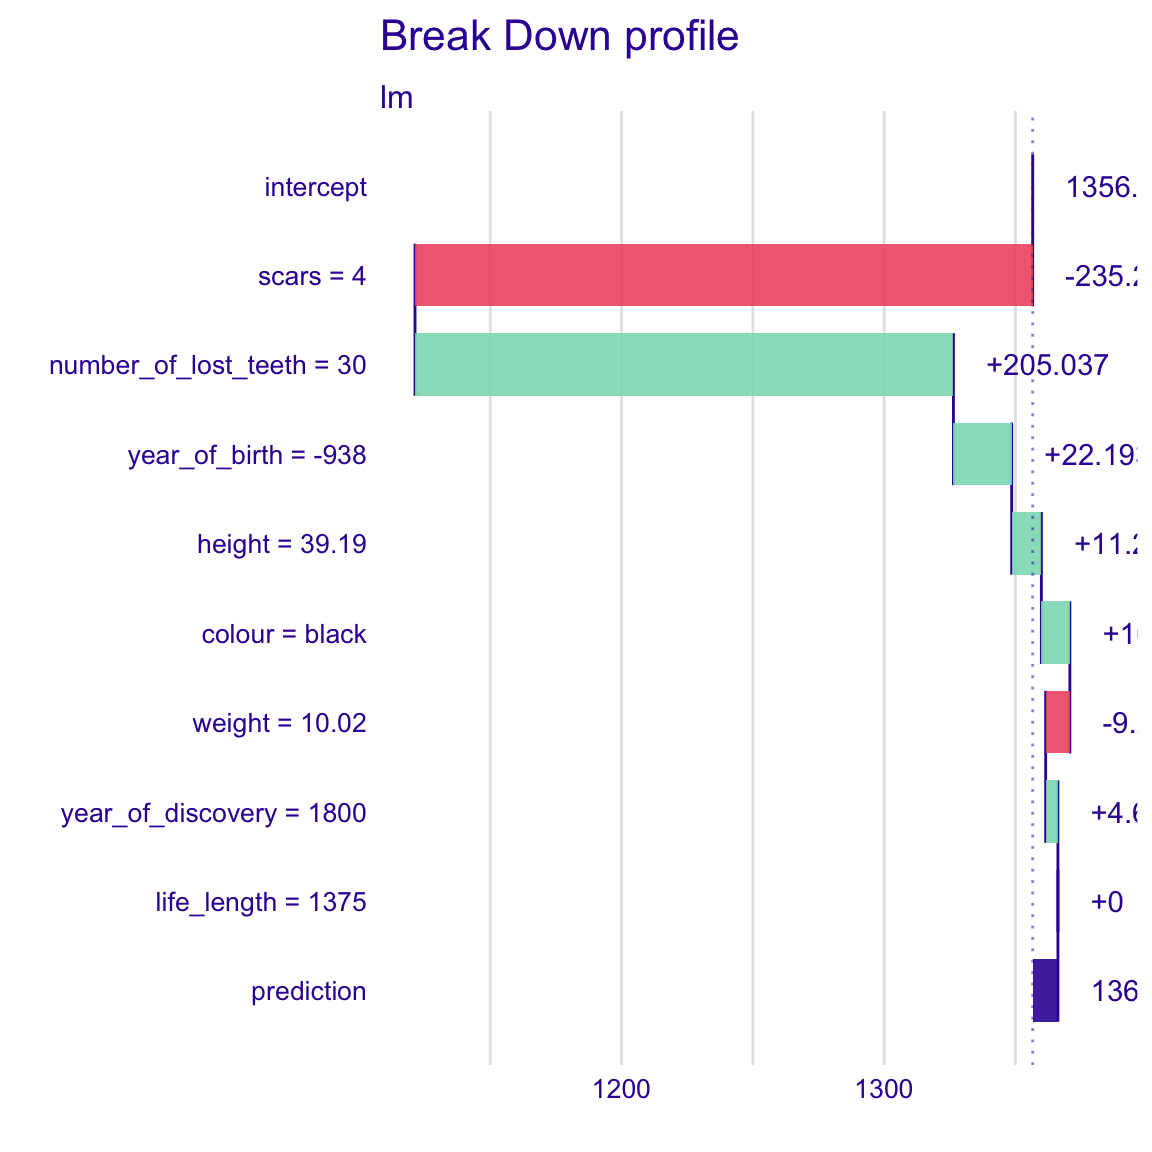 Break Down profile
lm
intercept 1356.
scars = 4 -235.2
number_of_lost_teeth = 30 +205.037
year_of_birth = -938 +22.193
height = 39.19 +11.2
colour = black
weight = 10.02 -9.
year_of_discovery = 1800 +4.6
life_length = 1375 +0
prediction 136
1200 1300